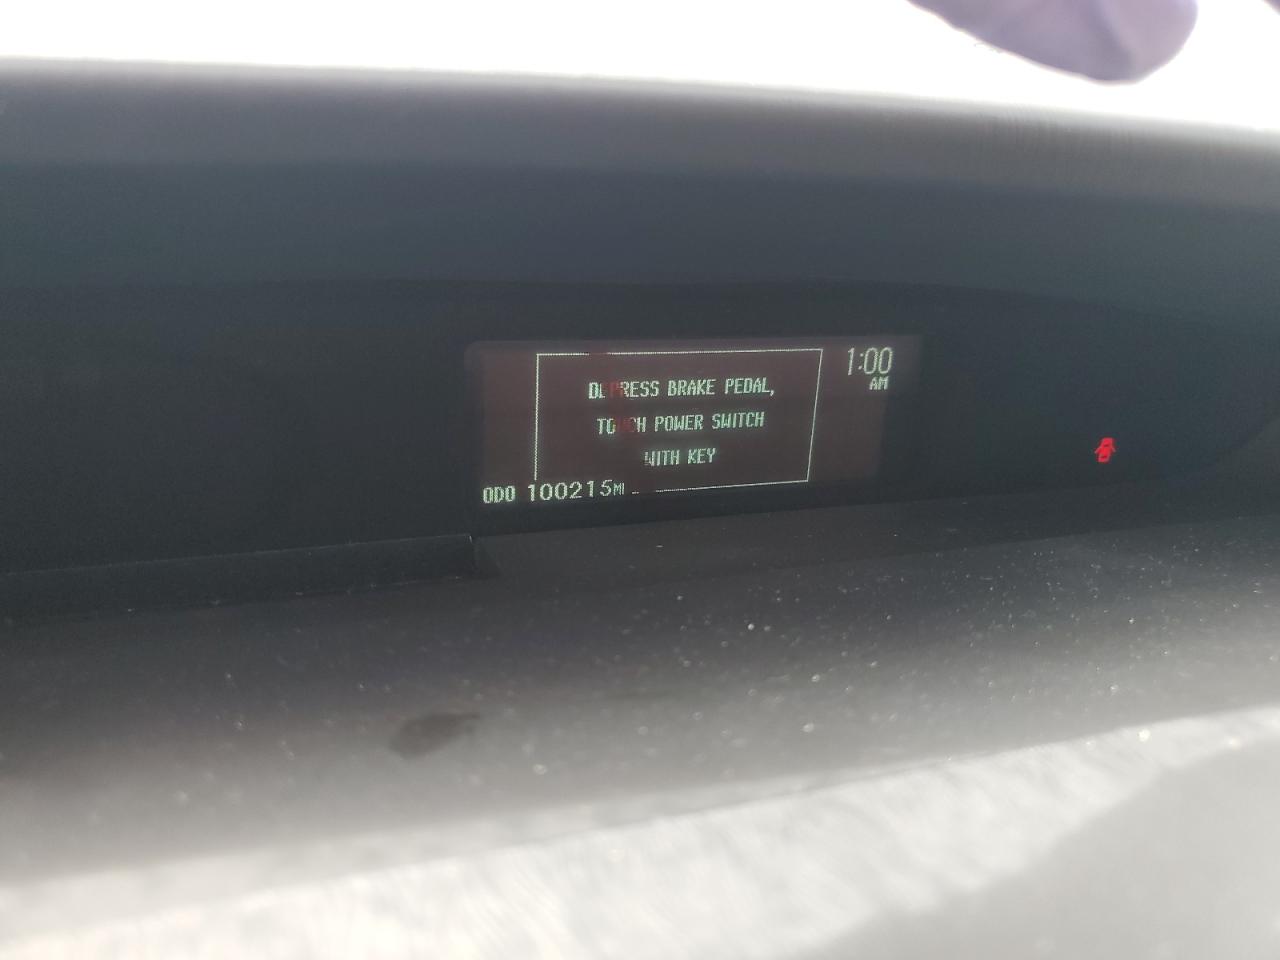 DEPRESS BRAKE PEDAL,
TOUCH POWER SWITCH
WITH KEY
1:00
AM
ODO 100215MI